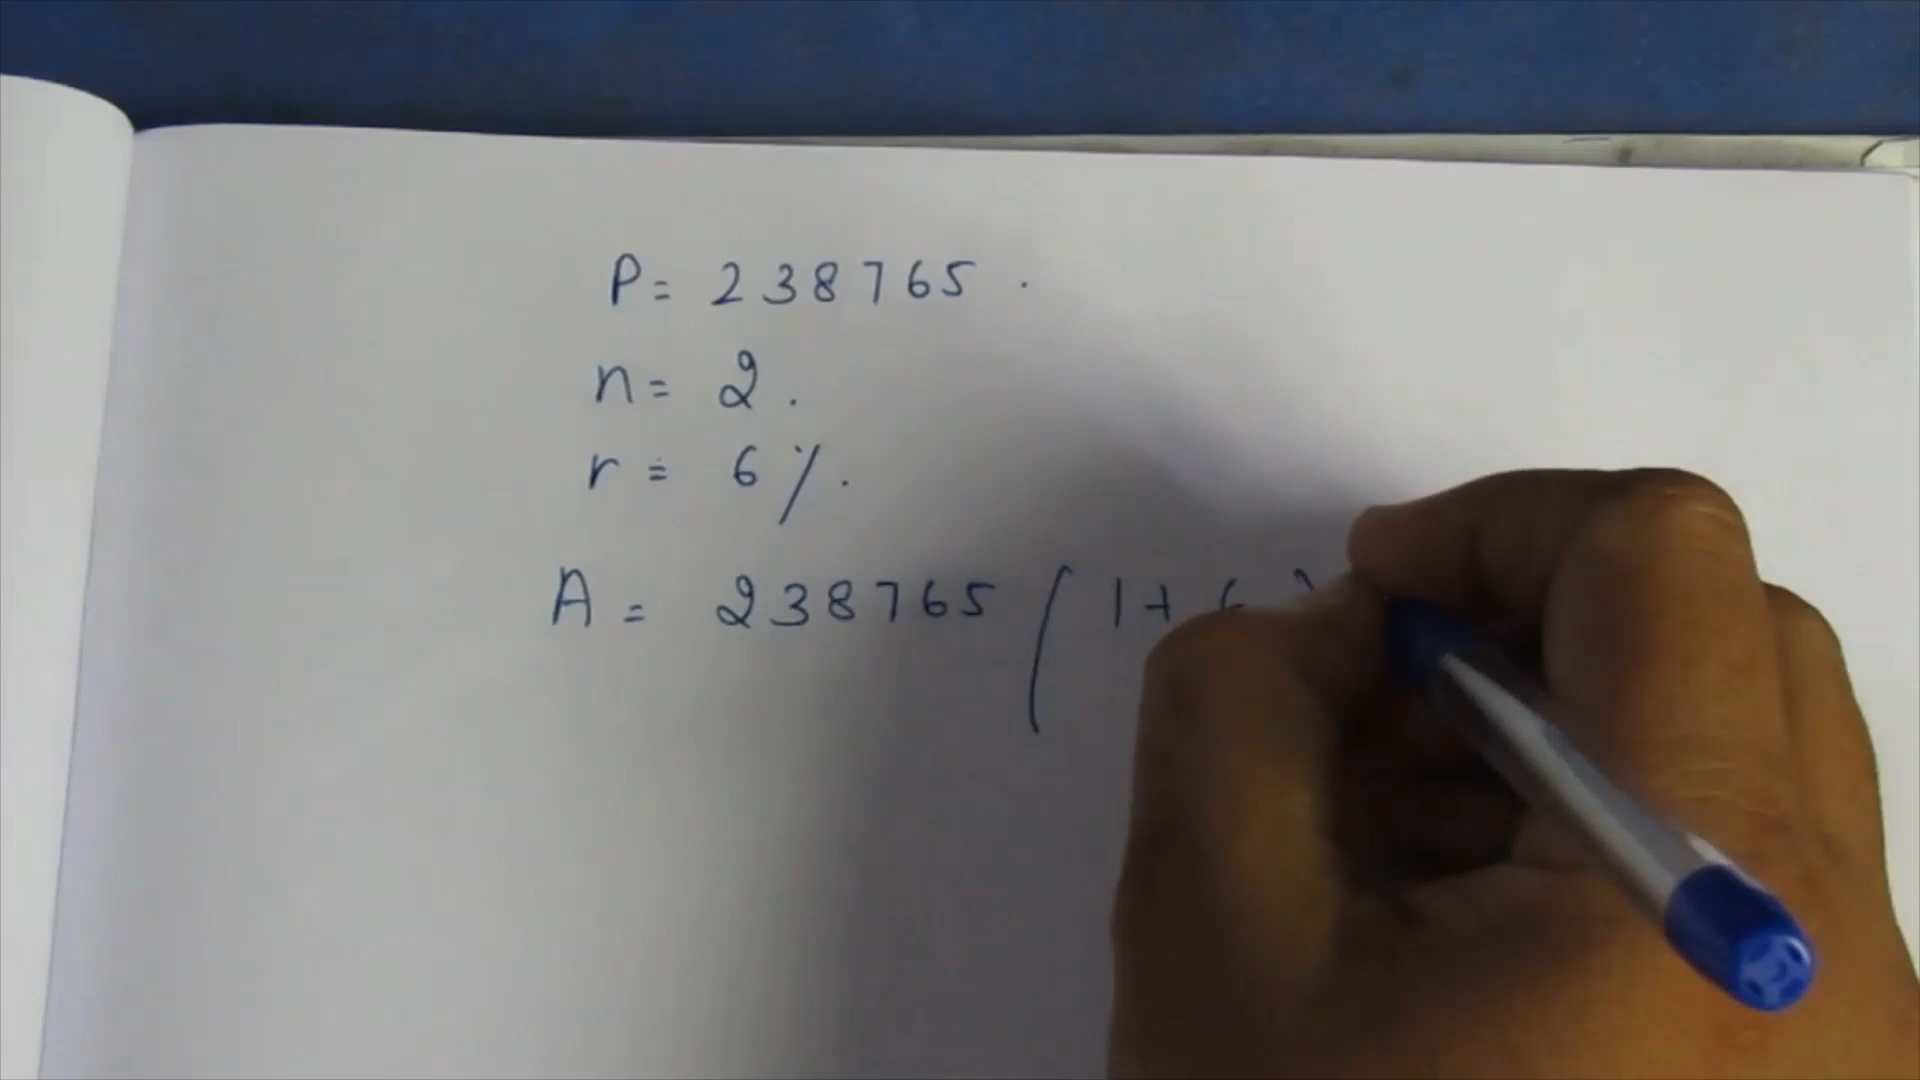 P = 238765.
n = 2.
r = 6%.
A = 238765 ( 1 +